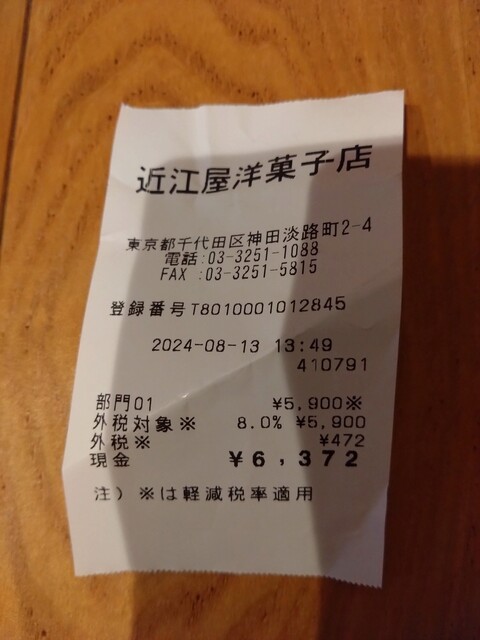 近江屋洋菓子店
東京都千代田区神田淡路町2-4
電話:03-3251-1088
FAX :03-3251-5815
登録番号T8010001012845
2024-08-13 13:49
410791
部門01 ¥5,900※
外税対象※ 8.0% ¥5,900
外税※ ¥472
現金 ¥6,372
注）※は軽減税率適用